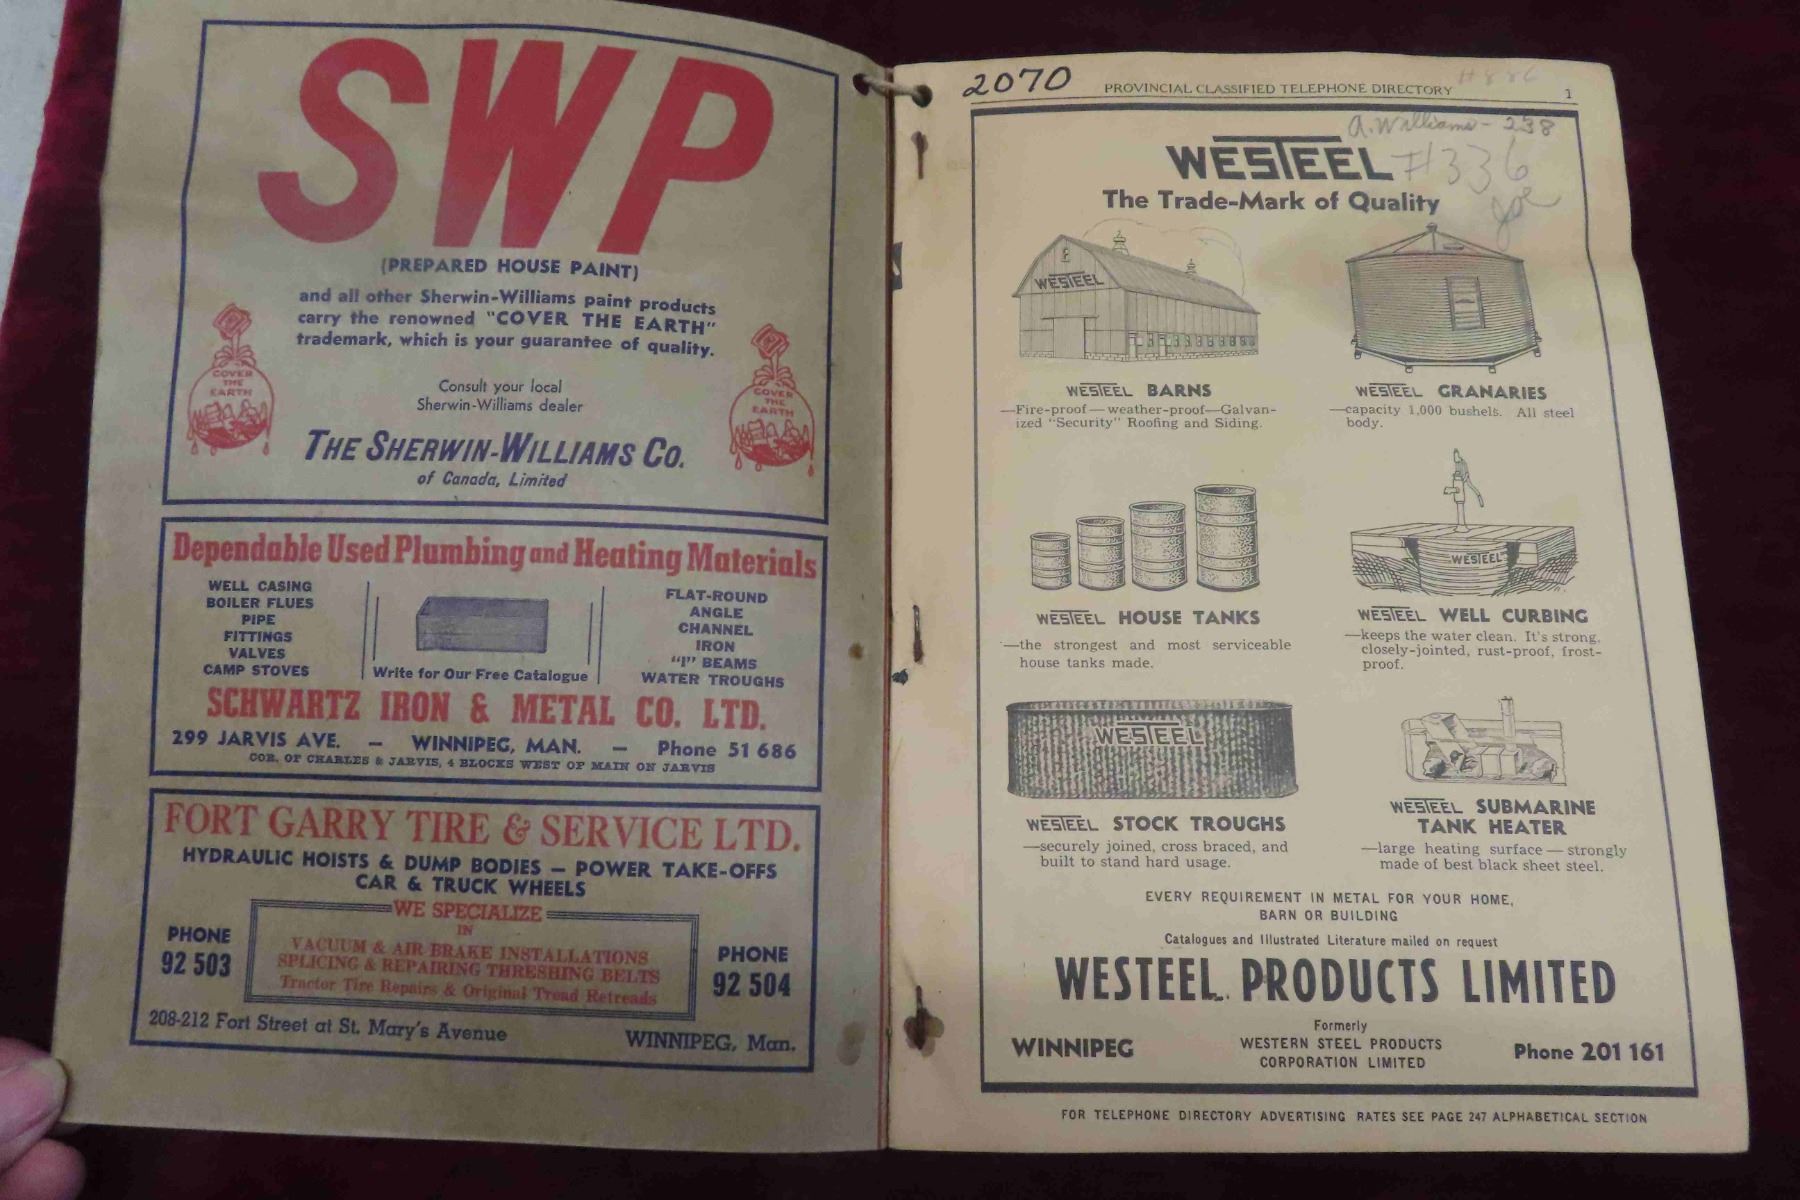 SWP
(PREPARED HOUSE PAINT)
and all other Sherwin-Williams paint products
carry the renowned "COVER THE EARTH"
trademark, which is your guarantee of quality.
COVER
THE
EARTH
COVER
THE
EARTH
Consult your local
Sherwin-Williams dealer
THE SHERWIN-WILLIAMS CO.
of Canada, Limited
Dependable Used Plumbing and Heating Materials
WELL CASING
BOILER FLUES
PIPE
FITTINGS
VALVES
CAMP STOVES
Write for Our Free Catalogue
FLAT-ROUND
ANGLE
CHANNEL
IRON
"I" BEAMS
WATER TROUGHS
SCHWARTZ IRON & METAL CO. LTD.
299 JARVIS AVE. — WINNIPEG, MAN. — Phone 51 686
COR. OF CHARLES & JARVIS, 4 BLOCKS WEST OF MAIN ON JARVIS
FORT GARRY TIRE & SERVICE LTD.
HYDRAULIC HOISTS & DUMP BODIES — POWER TAKE-OFFS
CAR & TRUCK WHEELS
PHONE
92 503
WE SPECIALIZE
IN
VACUUM & AIR BRAKE INSTALLATIONS
SPLICING & REPAIRING THRESHING BELTS
Tractor Tire Repairs & Original Tread Retreads
PHONE
92 504
208-212 Fort Street at St. Mary's Avenue WINNIPEG, Man.
2070 PROVINCIAL CLASSIFIED TELEPHONE DIRECTORY 1
A. Williams - 238
WESTEEL #336
Joe
The Trade-Mark of Quality
WESTEEL
WESTEEL BARNS
—Fire-proof—weather-proof—Galvan-
ized "Security" Roofing and Siding.
WESTEEL GRANARIES
—capacity 1,000 bushels. All steel
body.
WESTEEL HOUSE TANKS
—the strongest and most serviceable
house tanks made.
WESTEEL
WESTEEL WELL CURBING
—keeps the water clean. It's strong,
closely-jointed, rust-proof, frost-
proof.
WESTEEL
WESTEEL STOCK TROUGHS
—securely joined, cross braced, and
built to stand hard usage.
WESTEEL SUBMARINE
TANK HEATER
—large heating surface—strongly
made of best black sheet steel.
EVERY REQUIREMENT IN METAL FOR YOUR HOME,
BARN OR BUILDING
Catalogues and Illustrated Literature mailed on request
WESTEEL PRODUCTS LIMITED
WINNIPEG
Formerly
WESTERN STEEL PRODUCTS
CORPORATION LIMITED
Phone 201 161
FOR TELEPHONE DIRECTORY ADVERTISING RATES SEE PAGE 247 ALPHABETICAL SECTION